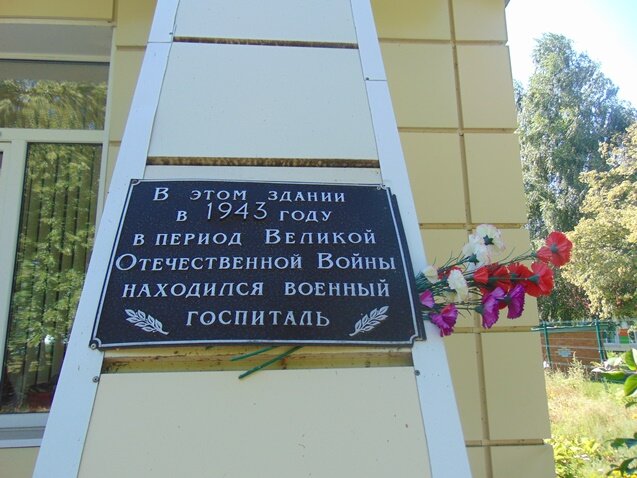 В этом здании
в 1943 году
в период Великой
Отечественной Войны
находился военный
госпиталь